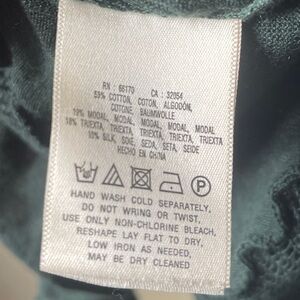 RN : 66170 CA : 32054
53% COTTON, COTON, ALGODÓN,
COTONE, BAUMWOLLE
19% MODAL, MODAL, MODAL, MODAL, MODAL
18% TRIEXTA, TRIEXTA, TRIEXTA, TRIEXTA, TRIEXTA
10% SILK, SOIE, SEDA, SETA, SEIDE
HECHO EN CHINA
P
HAND WASH COLD SEPARATELY.
DO NOT WRING OR TWIST.
USE ONLY NON-CHLORINE BLEACH.
RESHAPE LAY FLAT TO DRY.
LOW IRON AS NEEDED.
MAY BE DRY CLEANED